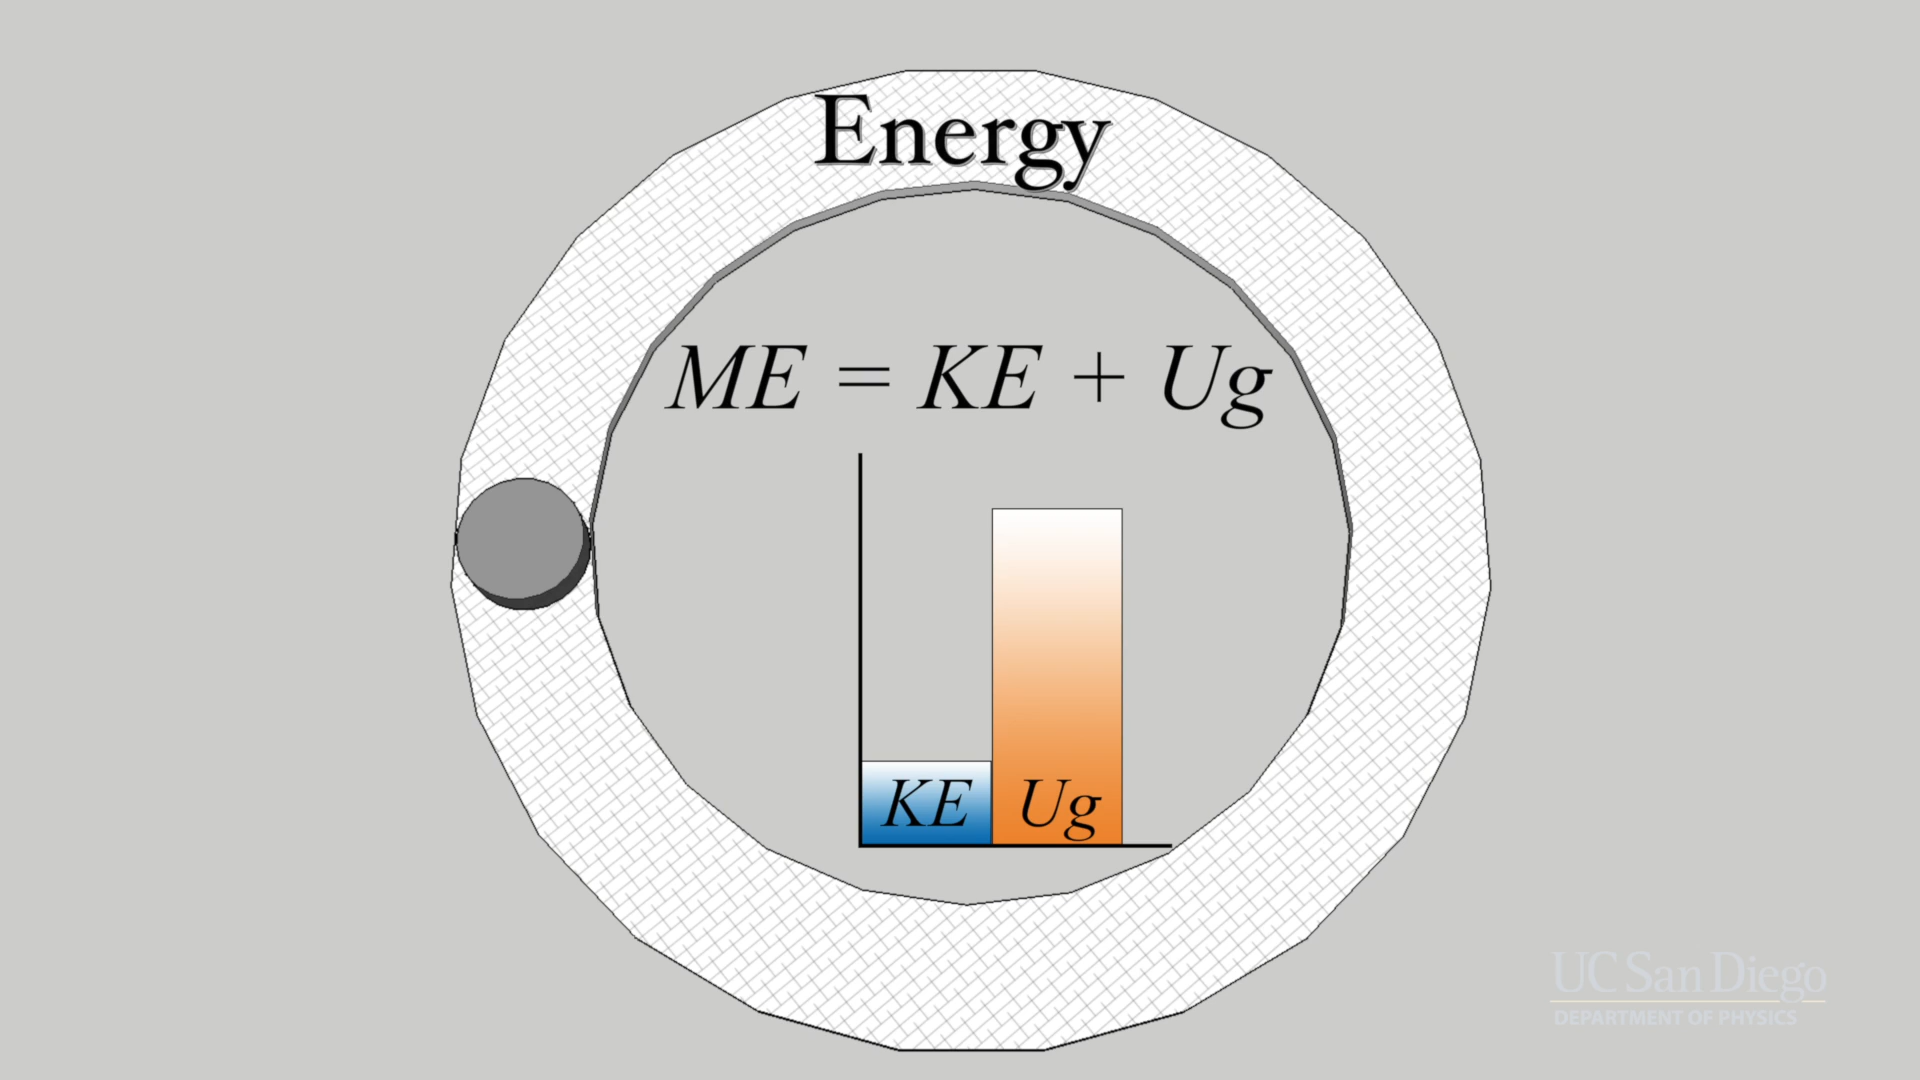 Energy
ME = KE + Ug
KE Ug
UC San Diego
DEPARTMENT OF PHYSICS